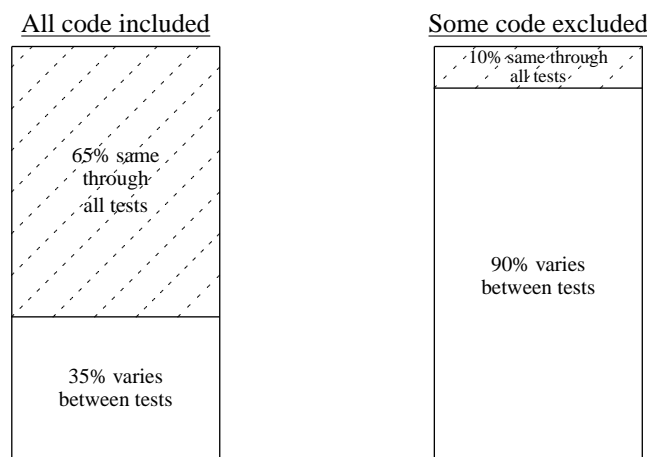 All code included
65% same
through
all tests
35% varies
between tests
Some code excluded
10% same through
all tests
90% varies
between tests